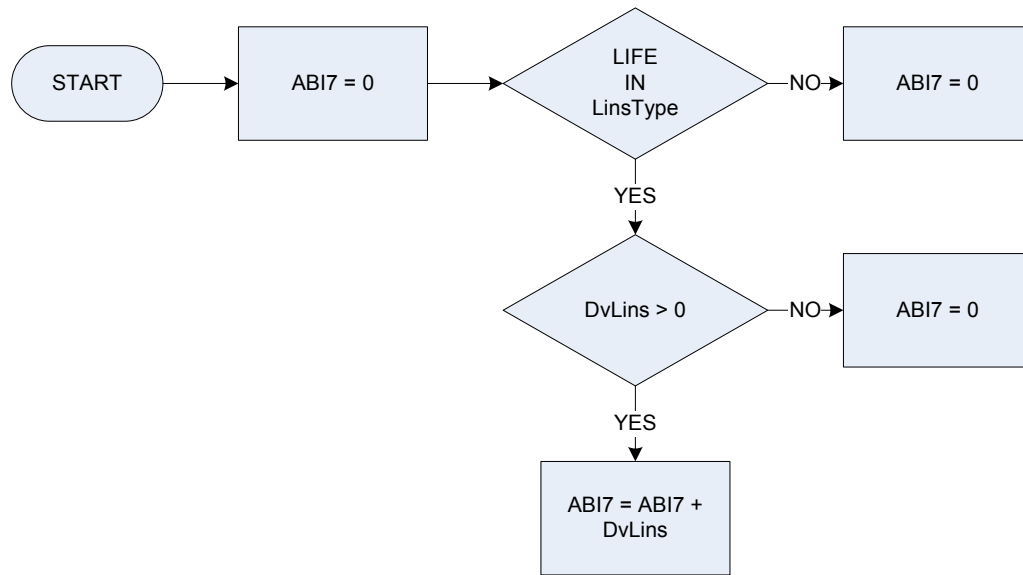 START
ABI7 = 0
LIFE
IN
LinsType
NO
ABI7 = 0
YES
DvLins > 0
NO
ABI7 = 0
YES
ABI7 = ABI7 +
DvLins